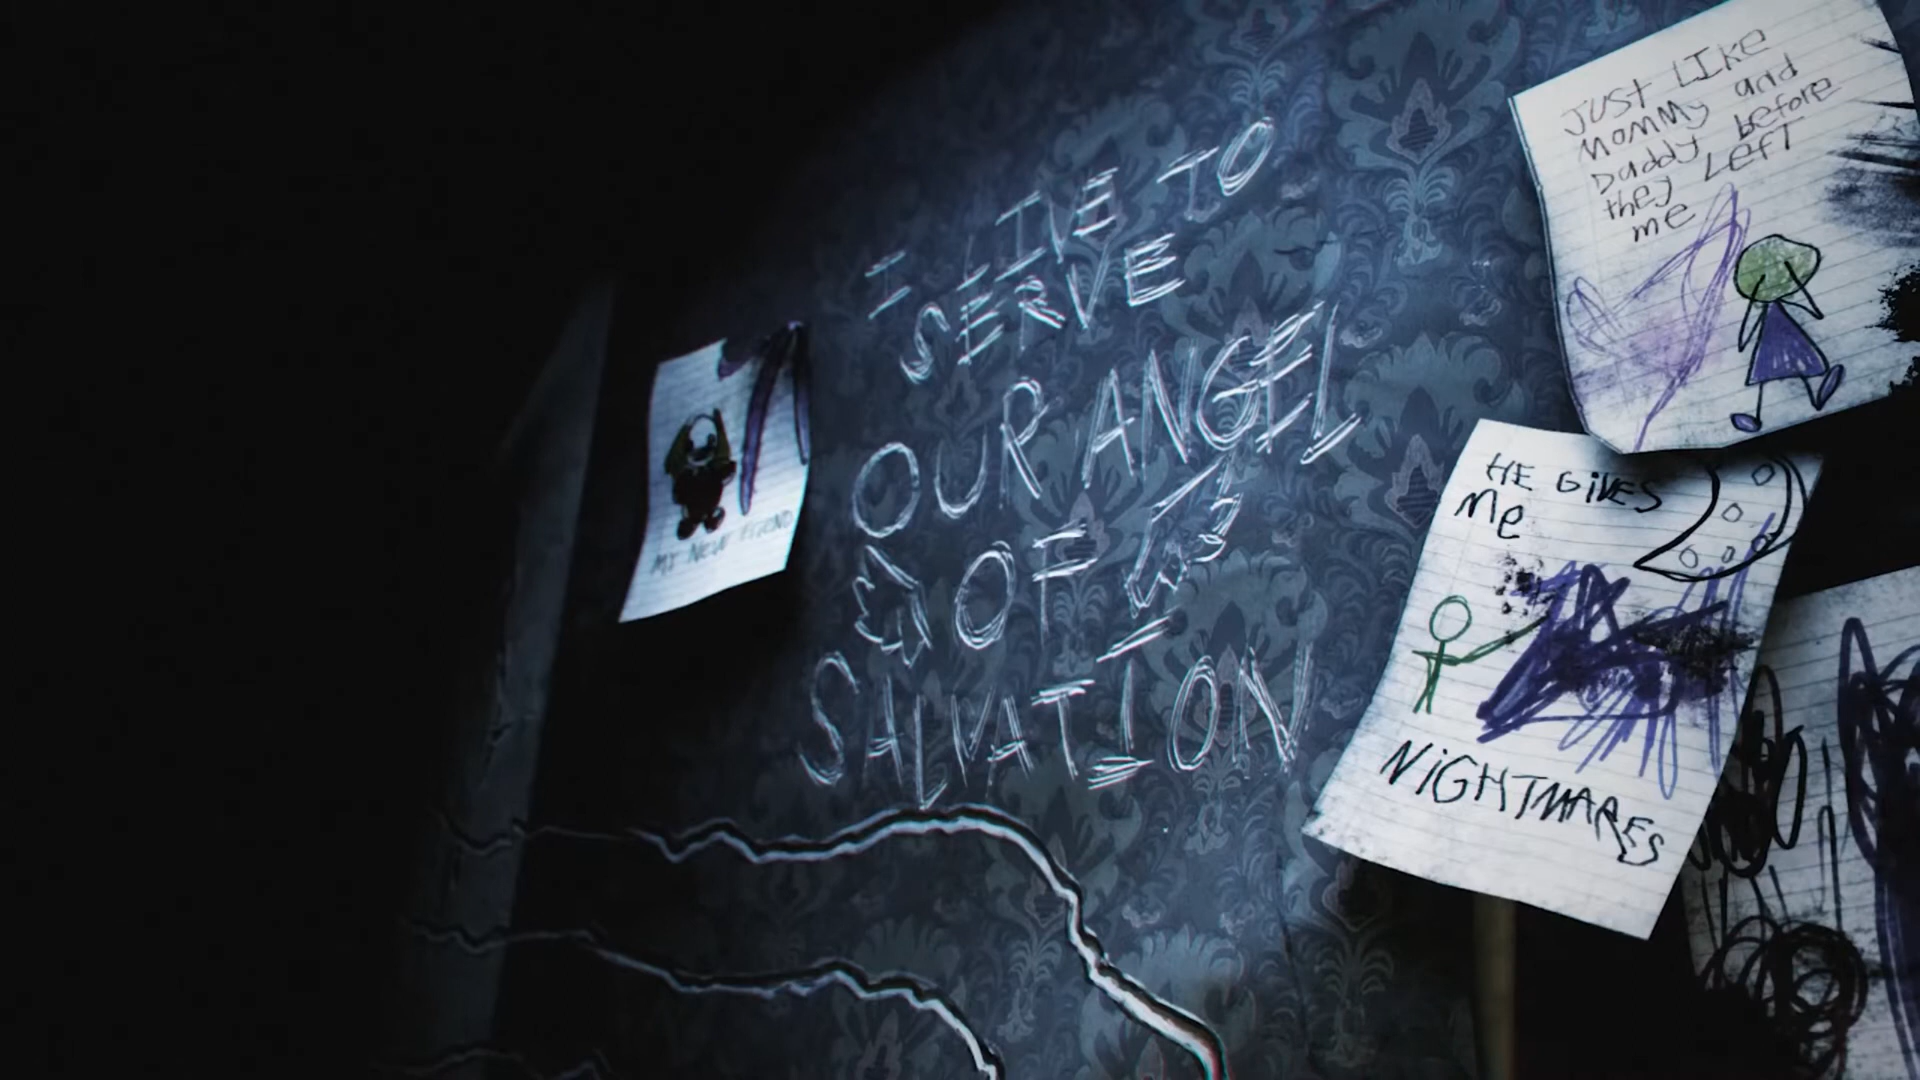 I LIVE TO
SERVE
OUR ANGEL
OF
SALVATION
MY NEW FRIEND
JUST LIKE
MOMMy and
Daddy before
they LefT
me
HE GiVES
Me
NiGHTMARES